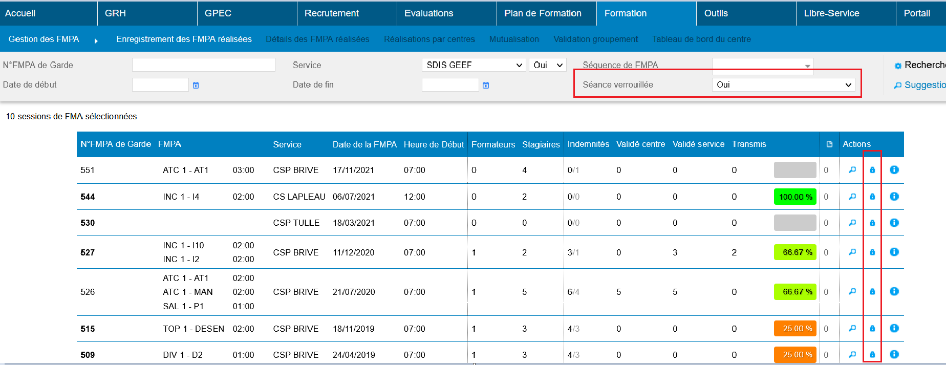 Accueil GRH GPEC Recrutement Evaluations Plan de Formation Formation Outils Libre-Service Portail
Gestion des FMPA Enregistrement des FMPA réalisées Détails des FMPA réalisées Réalisations par centres Mutualisation Validation groupement Tableau de bord du centre
N°FMPA de Garde Service SDIS GEEF Oui Séquence de FMPA Recherche
Date de début Date de fin Séance verrouillée Oui Suggestio
10 sessions de FMA sélectionnées
N°FMPA de Garde FMPA Service Date de la FMPA Heure de Début Formateurs Stagiaires Indemnités Validé centre Validé service Transmis Actions
551 ATC 1 - AT1 03:00 CSP BRIVE 17/11/2021 07:00 0 4 0/1 0 0 0 0
544 INC 1 - I4 02:00 CS LAPLEAU 06/07/2021 12:00 0 2 0/0 0 0 0 100.00 % 0
530 CSP TULLE 18/03/2021 07:00 0 0 0/0 0 0 0 0
527 INC 1 - I10 02:00 CSP BRIVE 11/12/2020 07:00 1 2 3/1 0 3 2 66.67 % 0
INC 1 - I2 02:00
ATC 1 - AT1 02:00
526 ATC 1 - MAN 02:00 CSP BRIVE 21/07/2020 07:00 1 5 6/4 5 5 0 66.67 % 0
SAL 1 - P1 01:00
515 TOP 1 - DESEN 02:00 CSP BRIVE 18/11/2019 07:00 1 3 4/3 0 0 0 25.00 % 0
509 DIV 1 - D2 01:00 CSP BRIVE 24/04/2019 07:00 1 3 4/3 0 0 0 25.00 % 0